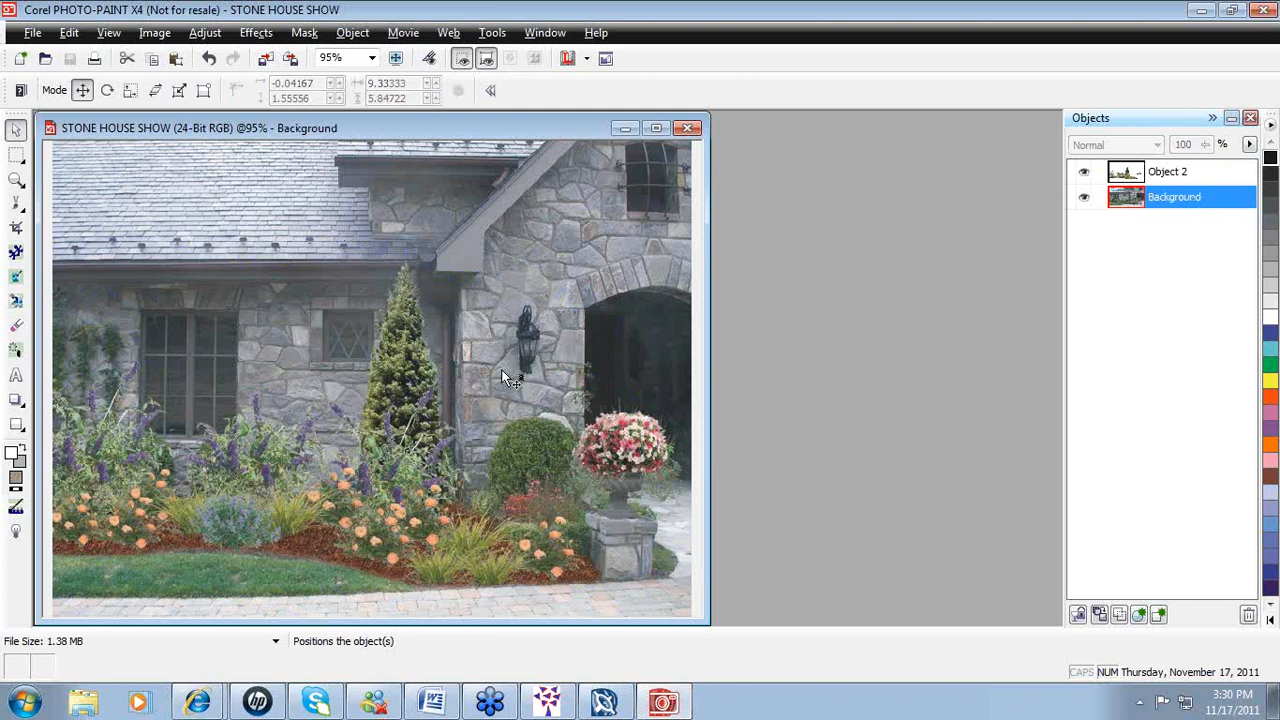 Corel PHOTO-PAINT X4 (Not for resale) - STONE HOUSE SHOW
File Edit View Image Adjust Effects Mask Object Movie Web Tools Window Help
95%
Mode -0.04167 9.33333
1.55556 5.84722
STONE HOUSE SHOW (24-Bit RGB) @95% - Background
Objects
Normal 100 %
Object 2
Background
File Size: 1.38 MB Positions the object(s)
CAPS NUM Thursday, November 17, 2011
3:30 PM
11/17/2011